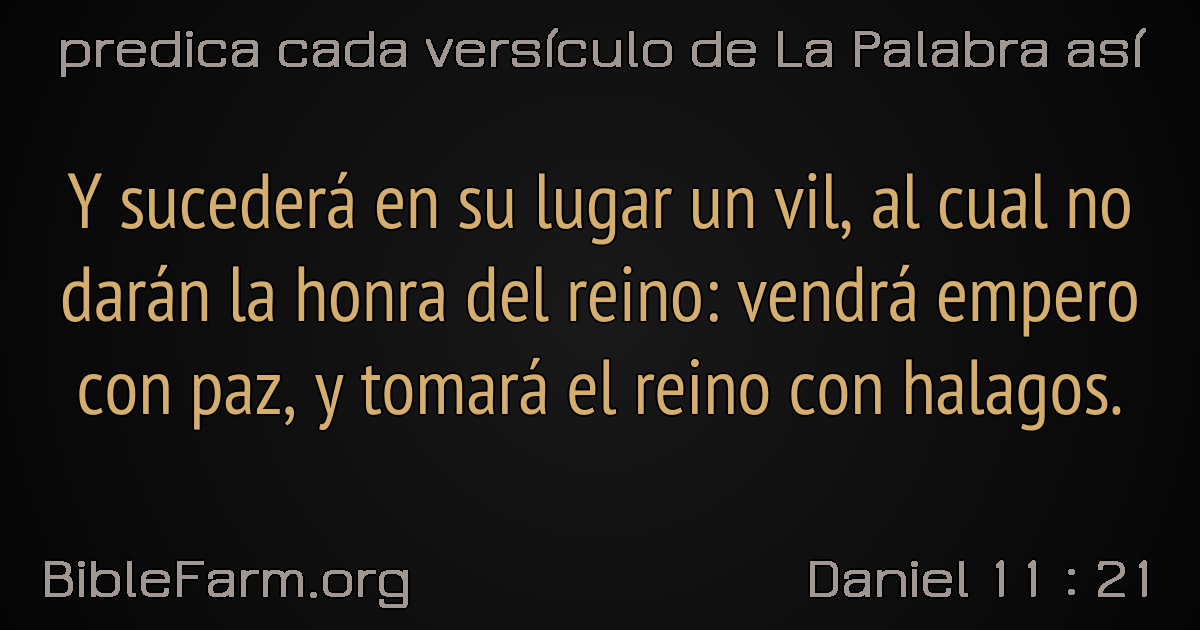 predica cada versículo de La Palabra así
Y sucederá en su lugar un vil, al cual no
darán la honra del reino: vendrá empero
con paz, y tomará el reino con halagos.
BibleFarm.org
Daniel 11 : 21